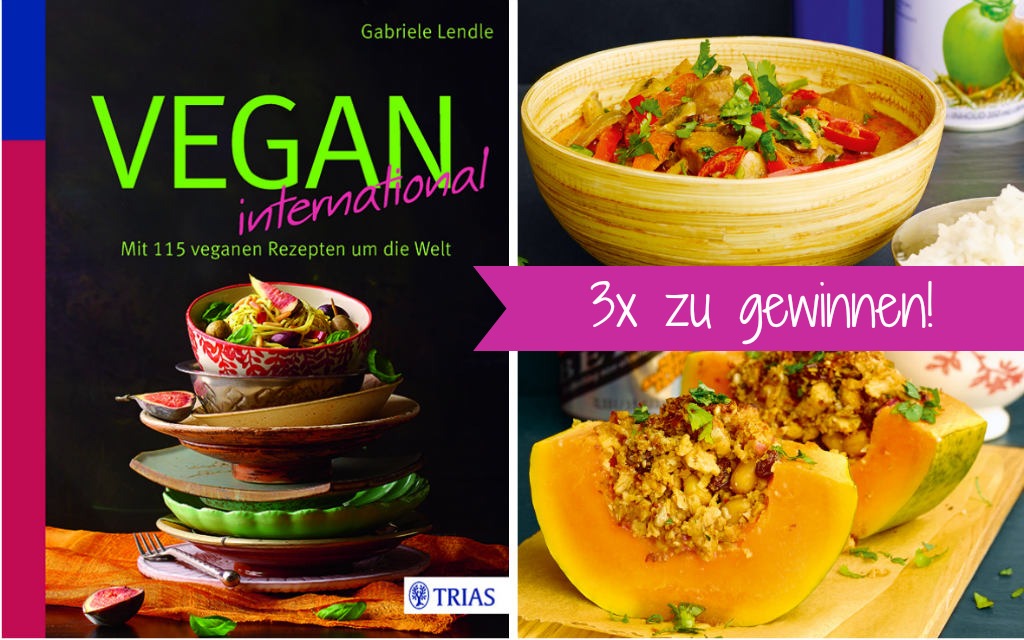 Gabriele Lendle
VEGAN
international
Mit 115 veganen Rezepten um die Welt
TRIAS
3x zu gewinnen!